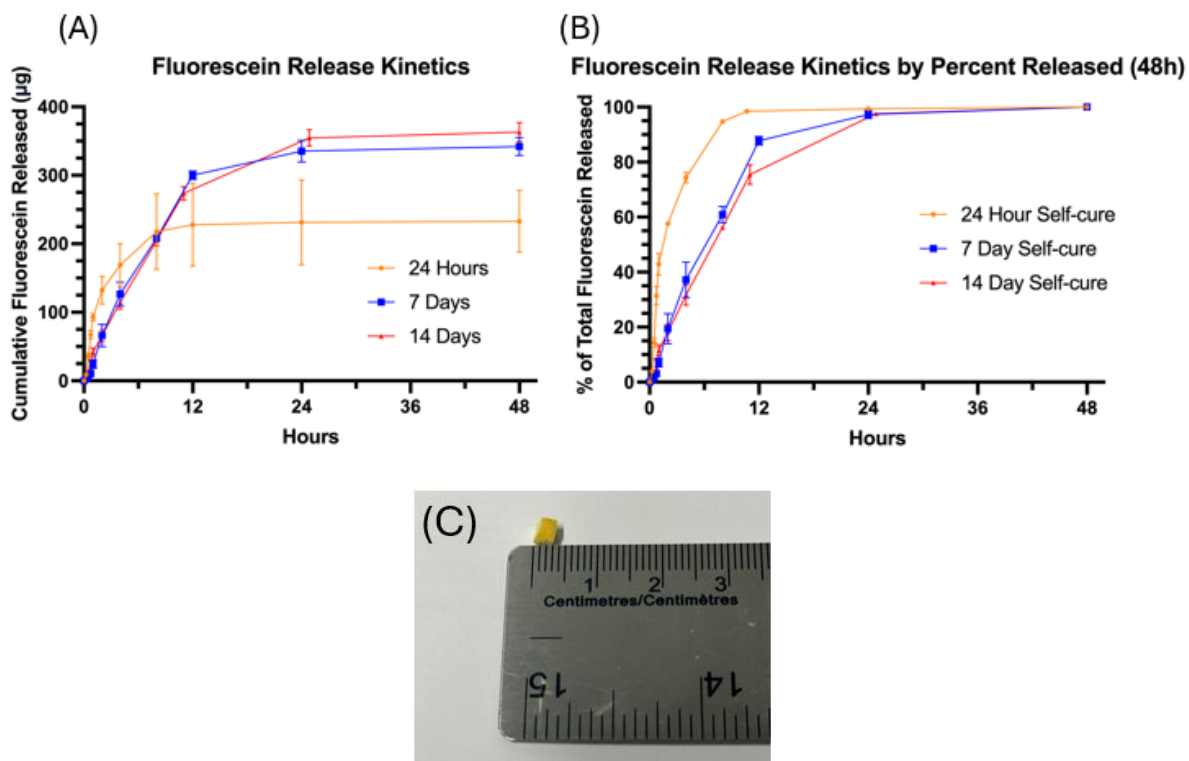 (A)
Fluorescein Release Kinetics
Cumulative Fluorescein Released (µg)
400
300
200
100
0
0 12 24 36 48
Hours
24 Hours
7 Days
14 Days
(B)
Fluorescein Release Kinetics by Percent Released (48h)
% of Total Fluorescein Released
100
80
60
40
20
0
0 12 24 36 48
Hours
24 Hour Self-cure
7 Day Self-cure
14 Day Self-cure
(C)
1 2 3
Centimetres/Centimètres
15 14